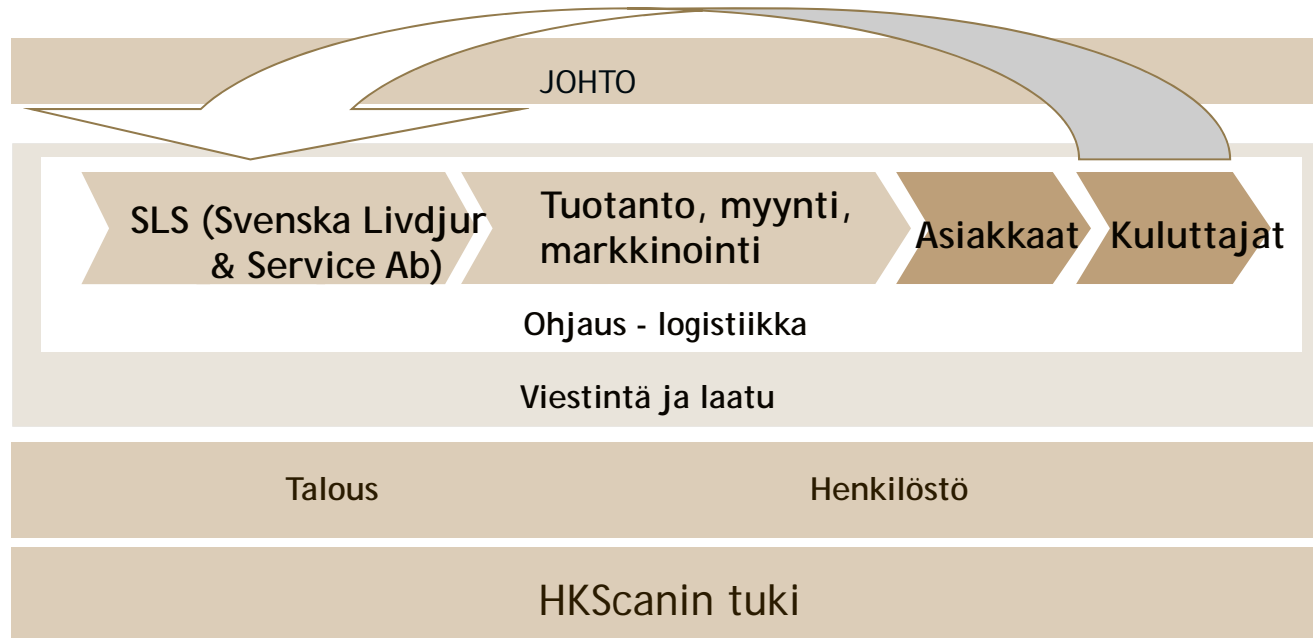 JOHTO
SLS (Svenska Livdjur
& Service Ab)
Tuotanto, myynti,
markkinointi
Asiakkaat
Kuluttajat
Ohjaus - logistiikka
Viestintä ja laatu
Talous
Henkilöstö
HKScanin tuki